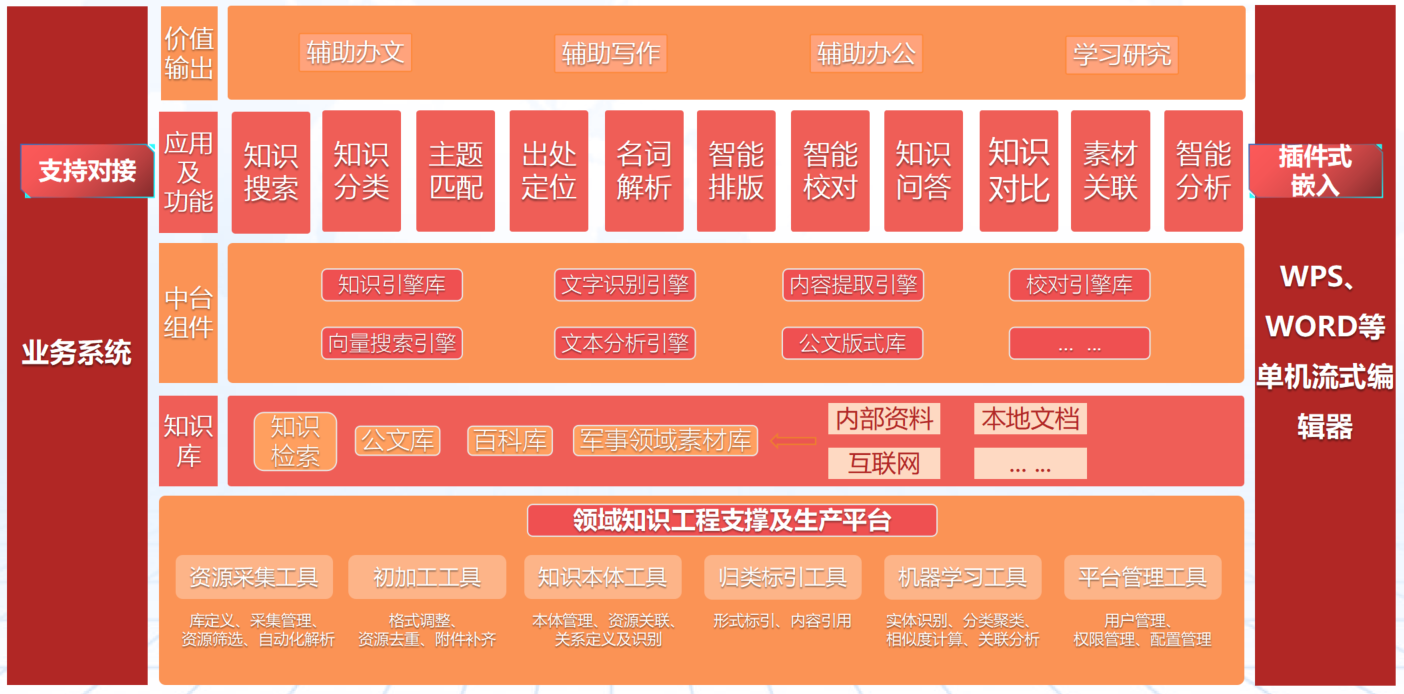 支持对接
业务系统
价值
输出
辅助办文
辅助写作
辅助办公
学习研究
应用
及
功能
知识
搜索
知识
分类
主题
匹配
出处
定位
名词
解析
智能
排版
智能
校对
知识
问答
知识
对比
素材
关联
智能
分析
中台
组件
知识引擎库
文字识别引擎
内容提取引擎
校对引擎库
向量搜索引擎
文本分析引擎
公文版式库
... ...
知识
库
知识
检索
公文库
百科库
军事领域素材库
内部资料
本地文档
互联网
... ...
领域知识工程支撑及生产平台
资源采集工具
库定义、采集管理、
资源筛选、自动化解析
初加工工具
格式调整、
资源去重、附件补齐
知识本体工具
本体管理、资源关联、
关系定义及识别
归类标引工具
形式标引、内容引用
机器学习工具
实体识别、分类聚类、
相似度计算、关联分析
平台管理工具
用户管理、
权限管理、配置管理
插件式
嵌入
WPS、
WORD等
单机流式编
辑器